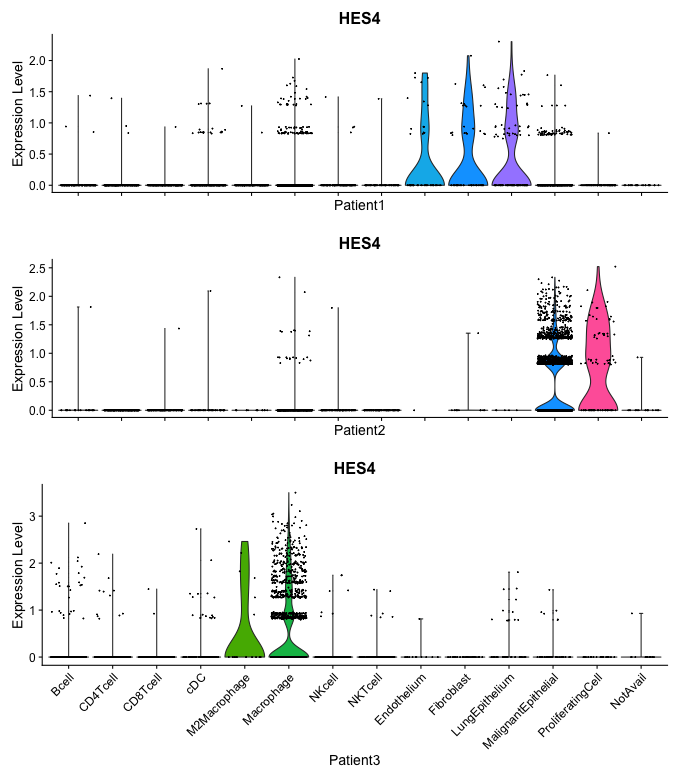 HES4
Expression Level
2.0
1.5
1.0
0.5
0.0
Patient1
HES4
Expression Level
2.5
2.0
1.5
1.0
0.5
0.0
Patient2
HES4
Expression Level
3
2
1
0
Bcell
CD4Tcell
CD8Tcell
cDC
M2Macrophage
Macrophage
NKcell
NKTcell
Endothelium
Fibroblast
LungEpithelium
MalignantEpithelial
ProliferatingCell
NotAvail
Patient3